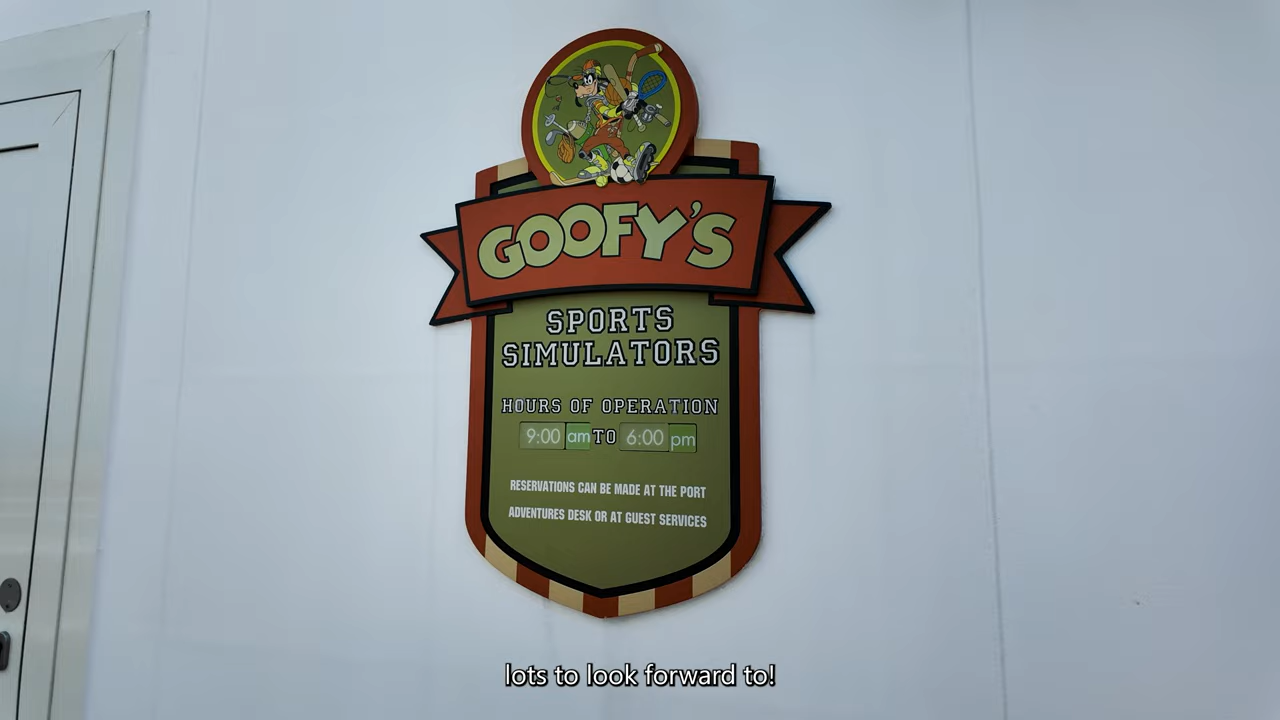 GOOFY'S
SPORTS
SIMULATORS
HOURS OF OPERATION
9:00 am TO 6:00 pm
RESERVATIONS CAN BE MADE AT THE PORT
ADVENTURES DESK OR AT GUEST SERVICES
lots to look forward to!